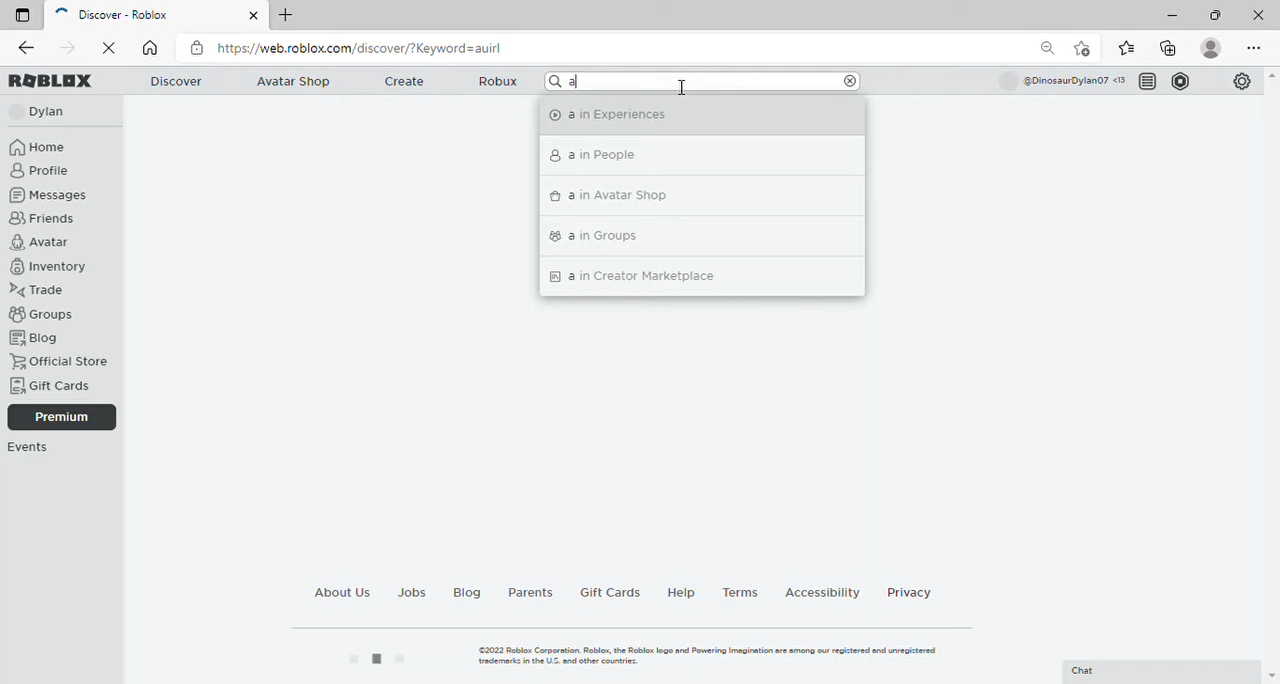 Discover - Roblox
https://web.roblox.com/discover/?Keyword=auirl
ROBLOX Discover Avatar Shop Create Robux a @DinosaurDylan07 <13
Dylan
Home
Profile
Messages
Friends
Avatar
Inventory
Trade
Groups
Blog
Official Store
Gift Cards
Premium
Events
a in Experiences
a in People
a in Avatar Shop
a in Groups
a in Creator Marketplace
About Us Jobs Blog Parents Gift Cards Help Terms Accessibility Privacy
©2022 Roblox Corporation. Roblox, the Roblox logo and Powering Imagination are among our registered and unregistered
trademarks in the U.S. and other countries.
Chat